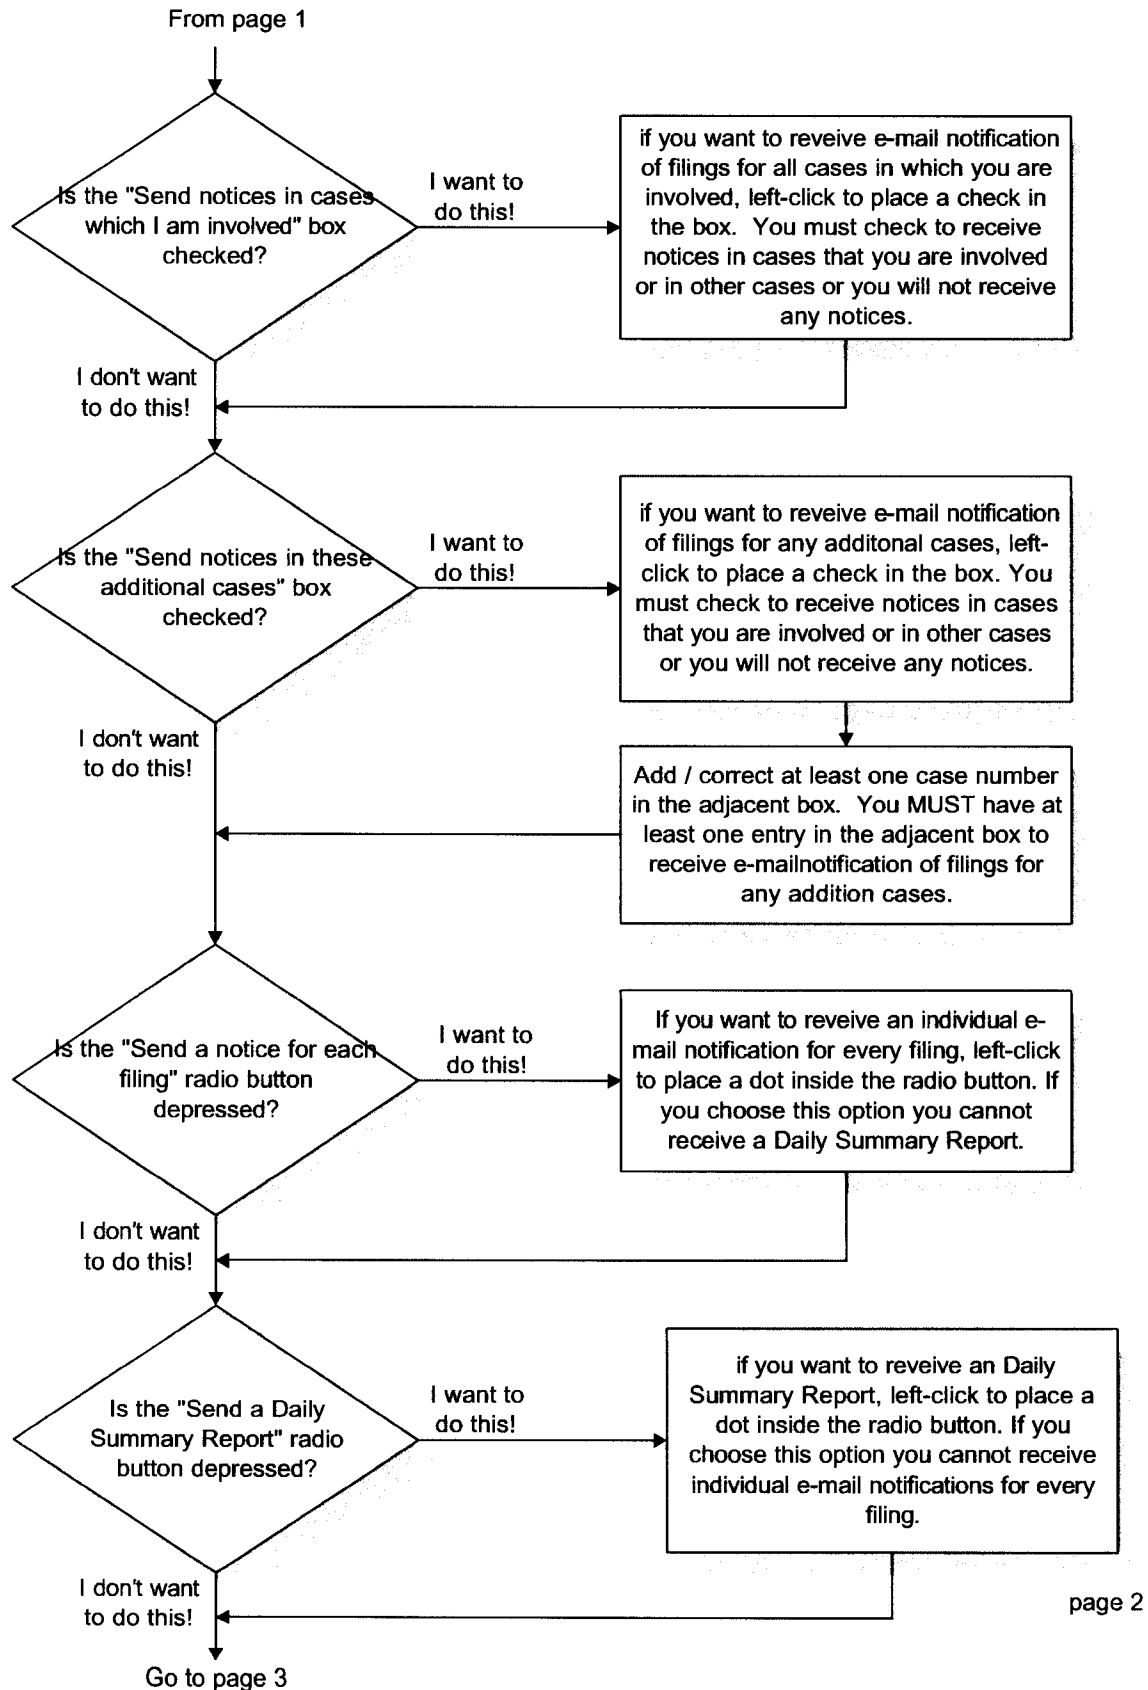 From page 1
Is the "Send notices in cases
which I am involved" box
checked?
I want to
do this!
if you want to reveive e-mail notification
of filings for all cases in which you are
involved, left-click to place a check in
the box. You must check to receive
notices in cases that you are involved
or in other cases or you will not receive
any notices.
I don't want
to do this!
Is the "Send notices in these
additional cases" box
checked?
I want to
do this!
if you want to reveive e-mail notification
of filings for any additonal cases, left-
click to place a check in the box. You
must check to receive notices in cases
that you are involved or in other cases
or you will not receive any notices.
I don't want
to do this!
Add / correct at least one case number
in the adjacent box. You MUST have at
least one entry in the adjacent box to
receive e-mailnotification of filings for
any addition cases.
Is the "Send a notice for each
filing" radio button
depressed?
I want to
do this!
If you want to reveive an individual e-
mail notification for every filing, left-click
to place a dot inside the radio button. If
you choose this option you cannot
receive a Daily Summary Report.
I don't want
to do this!
Is the "Send a Daily
Summary Report" radio
button depressed?
I want to
do this!
if you want to reveive an Daily
Summary Report, left-click to place a
dot inside the radio button. If you
choose this option you cannot receive
individual e-mail notifications for every
filing.
I don't want
to do this!
page 2
Go to page 3